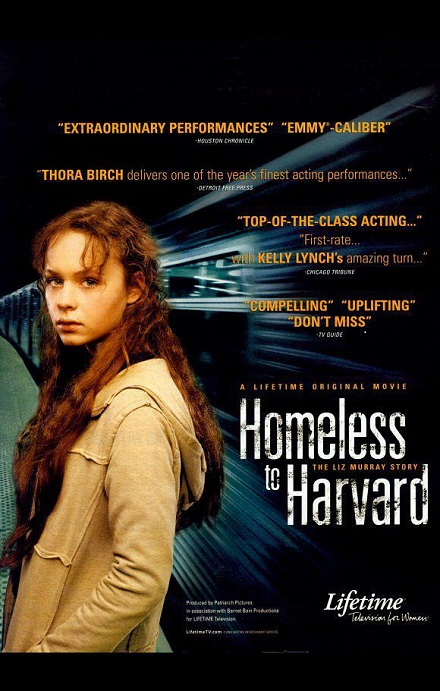 “EXTRAORDINARY PERFORMANCES” “EMMY®-CALIBER”
-HOUSTON CHRONICLE
“THORA BIRCH delivers one of the year’s finest acting performances...”
-DETROIT FREE PRESS
“TOP-OF-THE-CLASS ACTING...”
“First-rate...
with KELLY LYNCH’s amazing turn...”
-CHICAGO TRIBUNE
“COMPELLING” “UPLIFTING”
“DON’T MISS”
-TV GUIDE
A LIFETIME ORIGINAL MOVIE
Homeless
THE LIZ MURRAY STORY
to Harvard
Produced by Patriarch Pictures
in association with Barnet Bain Productions
for LIFETIME Television.
LifetimeTV.com
Lifetime
Television for Women